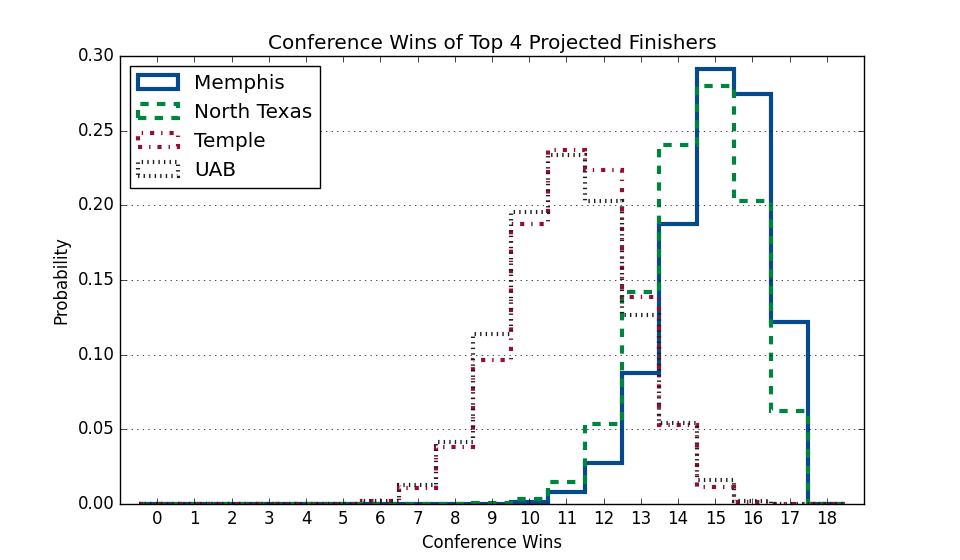 Conference Wins of Top 4 Projected Finishers
0.30
0.25
0.20
0.15
0.10
0.05
0.00
Probability
Memphis
North Texas
Temple
UAB
0 1 2 3 4 5 6 7 8 9 10 11 12 13 14 15 16 17 18
Conference Wins